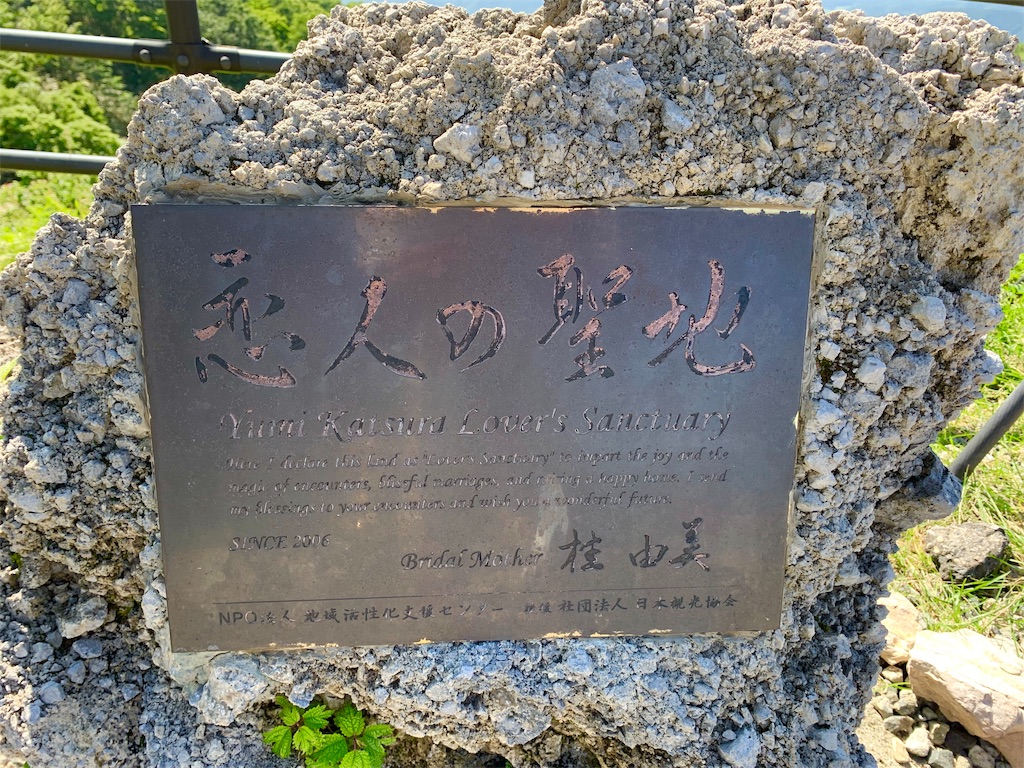 恋人の聖地
Yumi Katsura Lover's Sanctuary
Here I declare this land as "Lover's Sanctuary" to impart the joy and the
magic of encounters, blissful marriages, and a happy home. I send
my blessings to your encounters and wish you a wonderful future.
SINCE 2006
Bridal Mother 桂 由美
NPO法人 地域活性化支援センター 後援 社団法人 日本観光協会